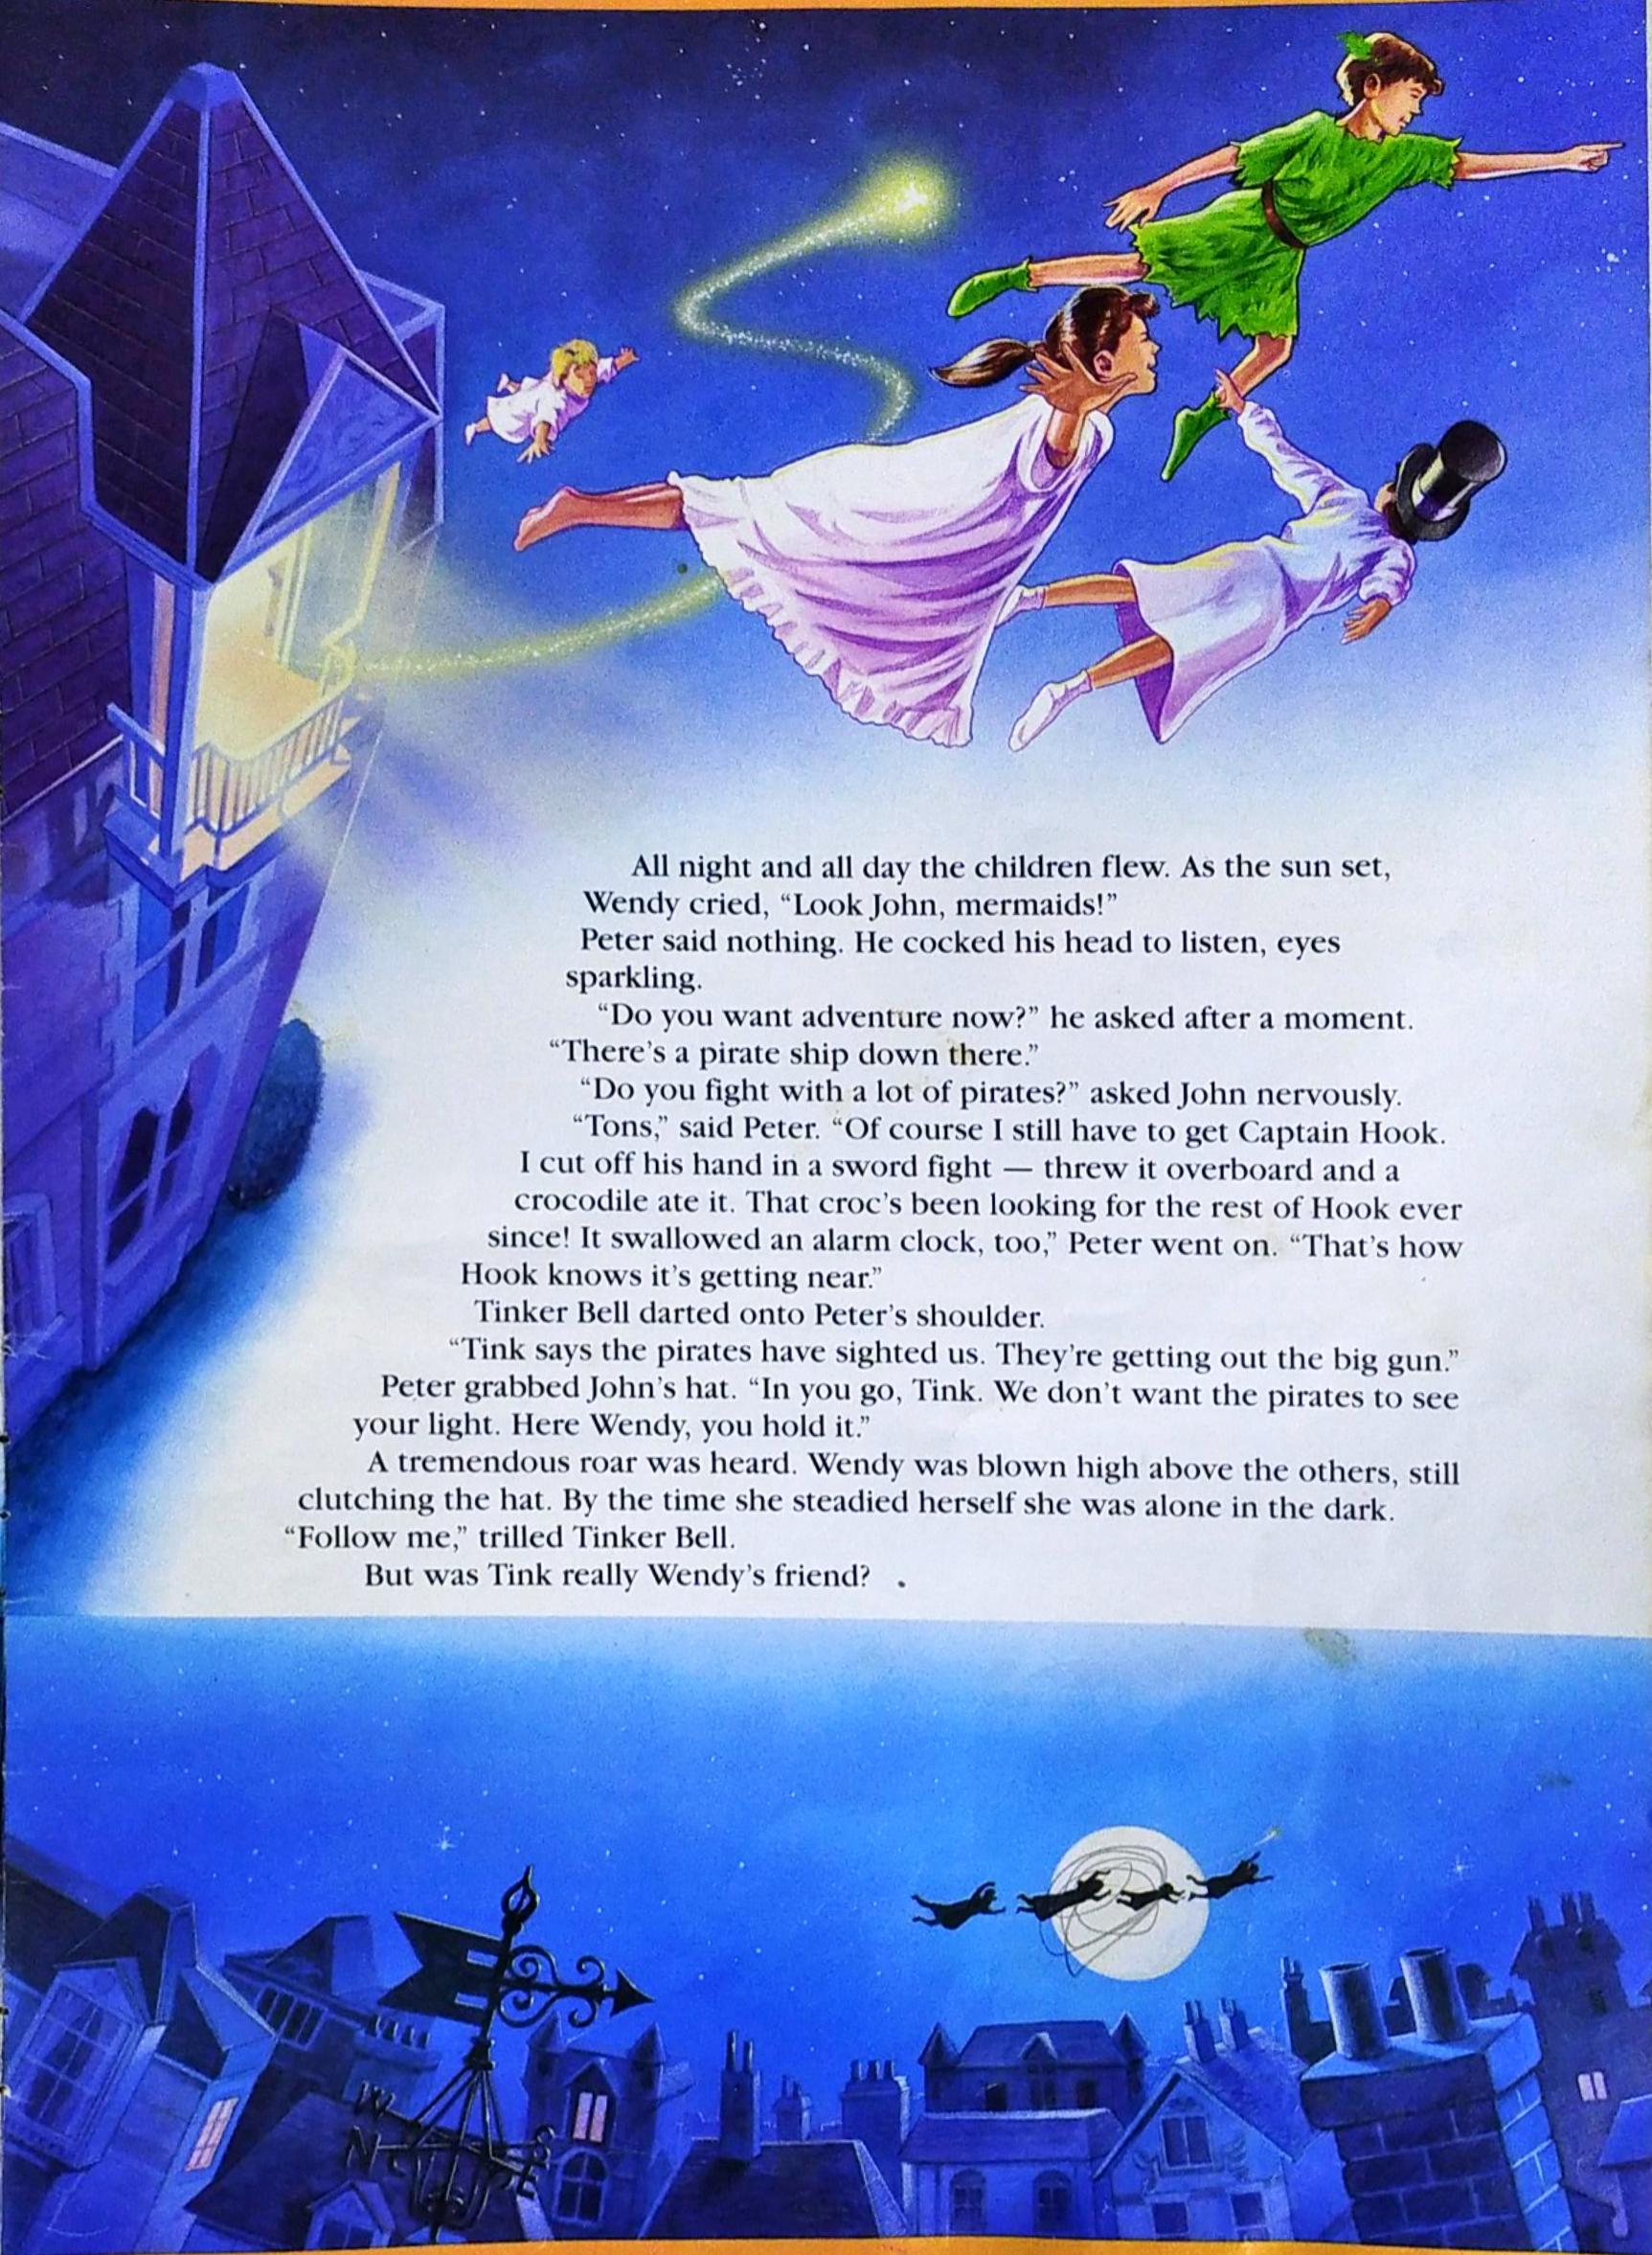 All night and all day the children flew. As the sun set,
Wendy cried, “Look John, mermaids!”
Peter said nothing. He cocked his head to listen, eyes
sparkling.
“Do you want adventure now?” he asked after a moment.
“There's a pirate ship down there.”
“Do you fight with a lot of pirates?” asked John nervously.
“Tons,” said Peter. “Of course I still have to get Captain Hook.
I cut off his hand in a sword fight — threw it overboard and a
crocodile ate it. That croc's been looking for the rest of Hook ever
since! It swallowed an alarm clock, too,” Peter went on. “That's how
Hook knows it's getting near.”
Tinker Bell darted onto Peter's shoulder.
“Tink says the pirates have sighted us. They're getting out the big gun.”
Peter grabbed John's hat. “In you go, Tink. We don't want the pirates to see
your light. Here Wendy, you hold it.”
A tremendous roar was heard. Wendy was blown high above the others, still
clutching the hat. By the time she steadied herself she was alone in the dark.
“Follow me,” trilled Tinker Bell.
But was Tink really Wendy's friend?
W
S
N
E